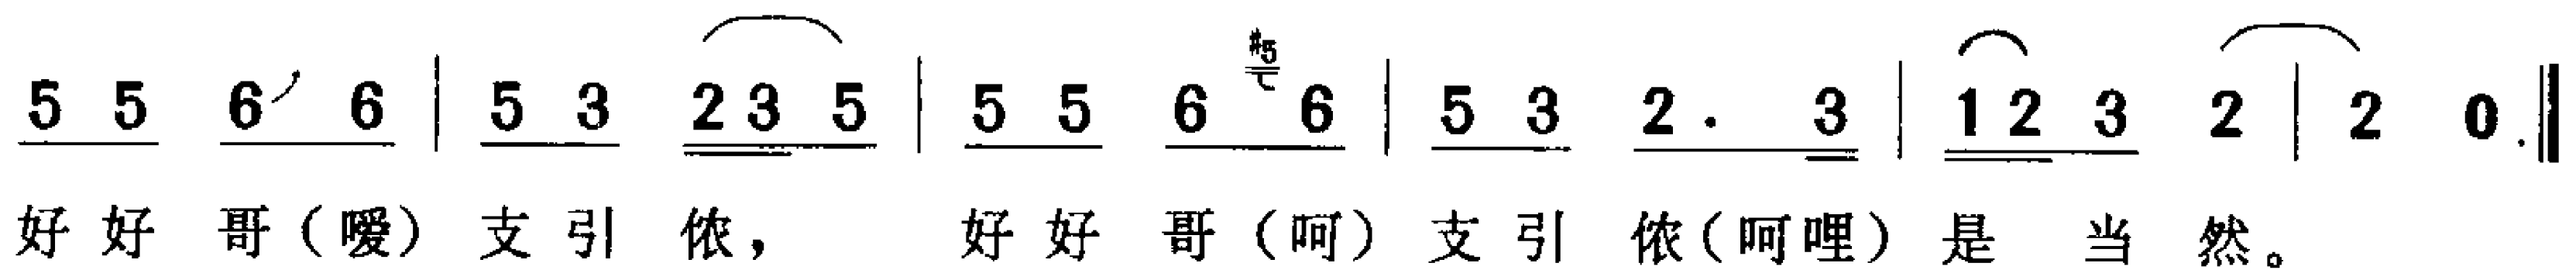 5 5 6 6 | 5 3 2 3 5 | 5 5 6 #5 6 | 5 3 2 . 3 | 1 2 3 2 | 2 0 ‖
好好 哥(嗳) 支引 侬， 好好 哥(呵) 支引 侬(呵哩) 是 当 然。